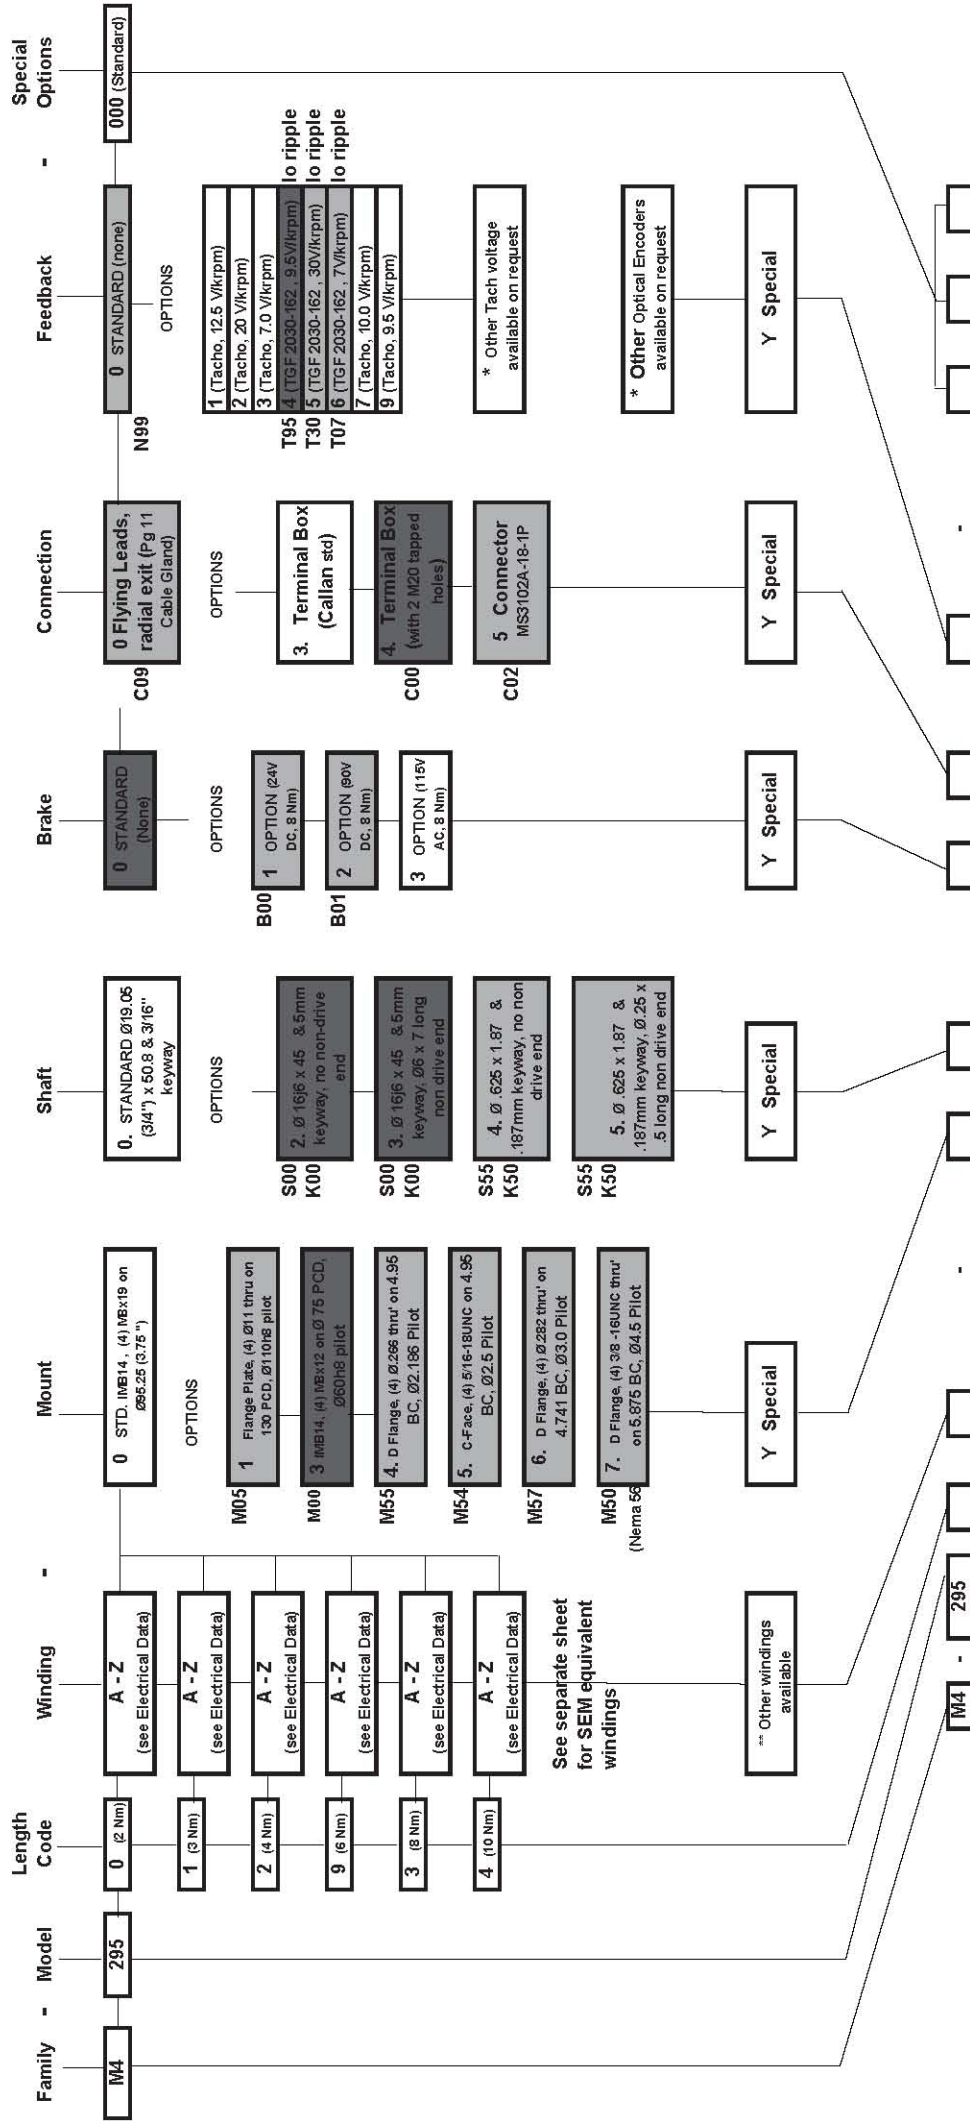 Family
-
Model
Length
Code
Winding
-
Mount
Shaft
Brake
Connection
Feedback
-
Special
Options
M4
295
0 (2 Nm)
1 (3 Nm)
2 (4 Nm)
9 (6 Nm)
3 (8 Nm)
4 (10 Nm)
A - Z
(see Electrical Data)
A - Z
(see Electrical Data)
A - Z
(see Electrical Data)
A - Z
(see Electrical Data)
A - Z
(see Electrical Data)
A - Z
(see Electrical Data)
See separate sheet
for SEM equivalent
windings
** Other windings
available
0 STD. IMB14 , (4) M8x19 on
Ø95.25 (3.75 ")
OPTIONS
M05
1 Flange Plate, (4) Ø11 thru on
130 PCD, Ø110h8 pilot
M00
3 IMB14, (4) M8x12 on Ø 75 PCD,
Ø60h8 pilot
M55
4. D Flange, (4) Ø.266 thru' on 4.95
BC, Ø2.186 Pilot
M54
5. C-Face, (4) 5/16-18UNC on 4.95
BC, Ø2.5 Pilot
M57
6. D Flange, (4) Ø.282 thru' on
4.741 BC, Ø3.0 Pilot
M50
(Nema 56
7. D Flange, (4) 3/8 -16UNC thru'
on 5.875 BC, Ø4.5 Pilot
Y Special
0. STANDARD Ø19.05
(3/4") x 50.8 & 3/16"
keyway
OPTIONS
S00
K00
2. Ø 16j6 x 45 & 5mm
keyway, no non-drive
end
S00
K00
3. Ø 16j6 x 45 & 5mm
keyway, Ø6 x 7 long
non drive end
S55
K50
4. Ø .625 x 1.87 &
.187mm keyway, no non
drive end
S55
K50
5. Ø .625 x 1.87 &
.187mm keyway, Ø.25 x
.5 long non drive end
Y Special
0 STANDARD
(None)
OPTIONS
B00
1 OPTION (24V
DC, 8 Nm)
B01
2 OPTION (90V
DC, 8 Nm)
3 OPTION (115V
AC, 8 Nm)
Y Special
0 Flying Leads,
radial exit (Pg 11
Cable Gland)
C09
OPTIONS
3. Terminal Box
(Callan std)
C00
4. Terminal Box
(with 2 M20 tapped
holes)
C02
5 Connector
MS3102A-18-1P
Y Special
0 STANDARD (none)
N99
OPTIONS
1 (Tacho, 12.5 V/krpm)
2 (Tacho, 20 V/krpm)
3 (Tacho, 7.0 V/krpm)
T95 4 (TGF 2030-162 , 9.5V/krpm) lo ripple
T30 5 (TGF 2030-162 , 30V/krpm) lo ripple
T07 6 (TGF 2030-162 , 7V/krpm) lo ripple
7 (Tacho, 10.0 V/krpm)
9 (Tacho, 9.5 V/krpm)
* Other Tach voltage
available on request
* Other Optical Encoders
available on request
Y Special
000 (Standard)
M4 - 295 - -